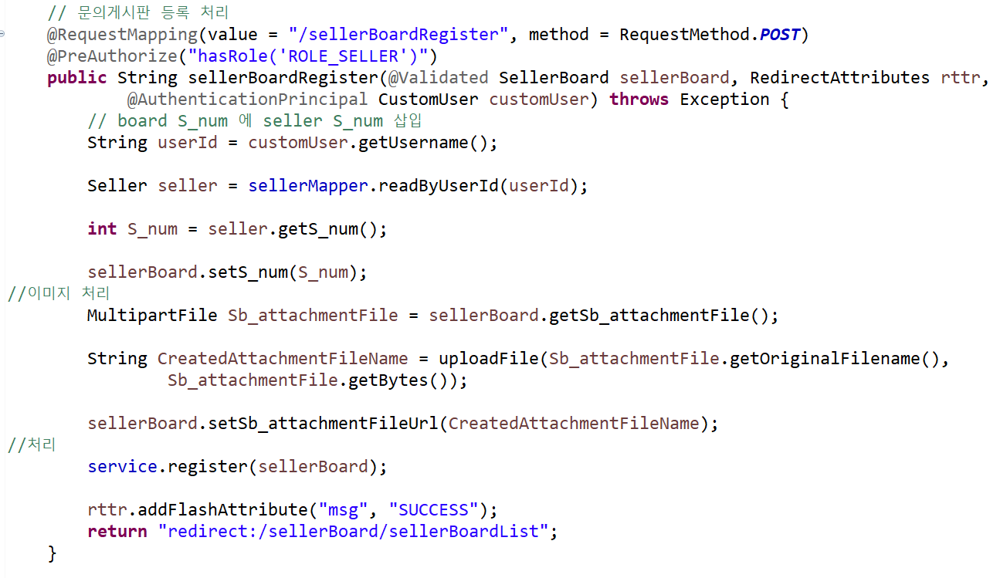 // 문의게시판 등록 처리
@RequestMapping(value = "/sellerBoardRegister", method = RequestMethod.POST)
@PreAuthorize("hasRole('ROLE_SELLER')")
public String sellerBoardRegister(@Validated SellerBoard sellerBoard, RedirectAttributes rttr,
@AuthenticationPrincipal CustomUser customUser) throws Exception {
// board S_num 에 seller S_num 삽입
String userId = customUser.getUsername();
Seller seller = sellerMapper.readByUserId(userId);
int S_num = seller.getS_num();
sellerBoard.setS_num(S_num);
//이미지 처리
MultipartFile Sb_attachmentFile = sellerBoard.getSb_attachmentFile();
String CreatedAttachmentFileName = uploadFile(Sb_attachmentFile.getOriginalFilename(),
Sb_attachmentFile.getBytes());
sellerBoard.setSb_attachmentFileUrl(CreatedAttachmentFileName);
//처리
service.register(sellerBoard);
rttr.addFlashAttribute("msg", "SUCCESS");
return "redirect:/sellerBoard/sellerBoardList";
}